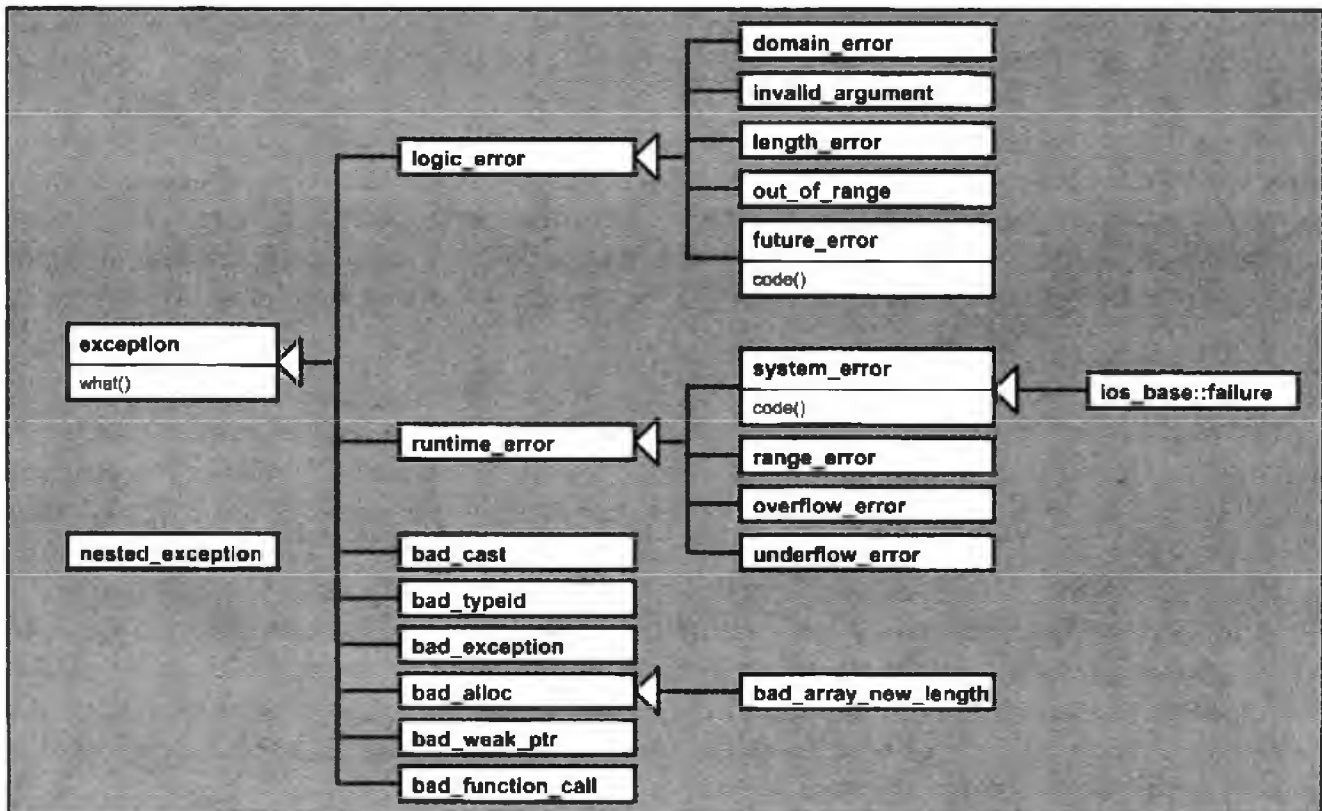 domain_error
invalid_argument
logic_error
length_error
out_of_range
future_error
code()
exception
what()
system_error
code()
ios_base::failure
runtime_error
range_error
overflow_error
nested_exception
bad_cast
underflow_error
bad_typeid
bad_exception
bad_alloc
bad_array_new_length
bad_weak_ptr
bad_function_call